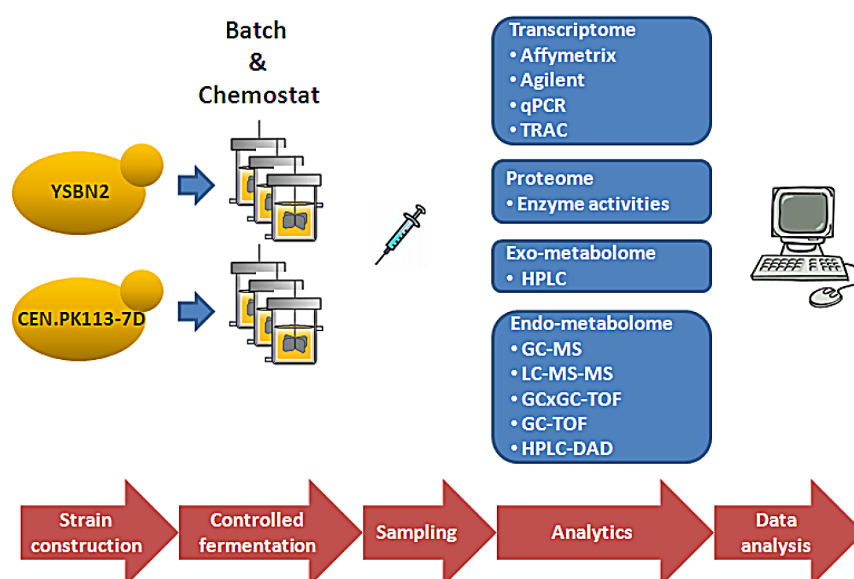 Batch
&
Chemostat
YSBN2
CEN.PK113-7D
Transcriptome
• Affymetrix
• Agilent
• qPCR
• TRAC
Proteome
• Enzyme activities
Exo-metabolome
• HPLC
Endo-metabolome
• GC-MS
• LC-MS-MS
• GCxGC-TOF
• GC-TOF
• HPLC-DAD
Strain
construction
Controlled
fermentation
Sampling
Analytics
Data
analysis